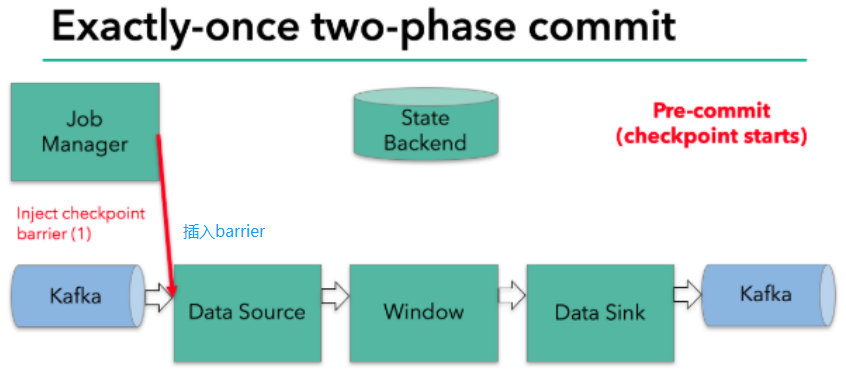 Exactly-once two-phase commit
Job
Manager
State
Backend
Pre-commit
(checkpoint starts)
Inject checkpoint
barrier (1)
插入barrier
Kafka
Data Source
Window
Data Sink
Kafka